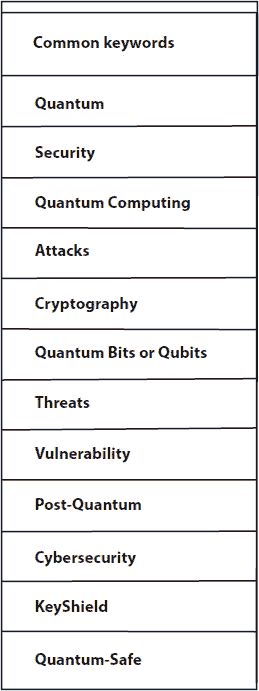 Common keywords
Quantum
Security
Quantum Computing
Attacks
Cryptography
Quantum Bits or Qubits
Threats
Vulnerability
Post-Quantum
Cybersecurity
KeyShield
Quantum-Safe